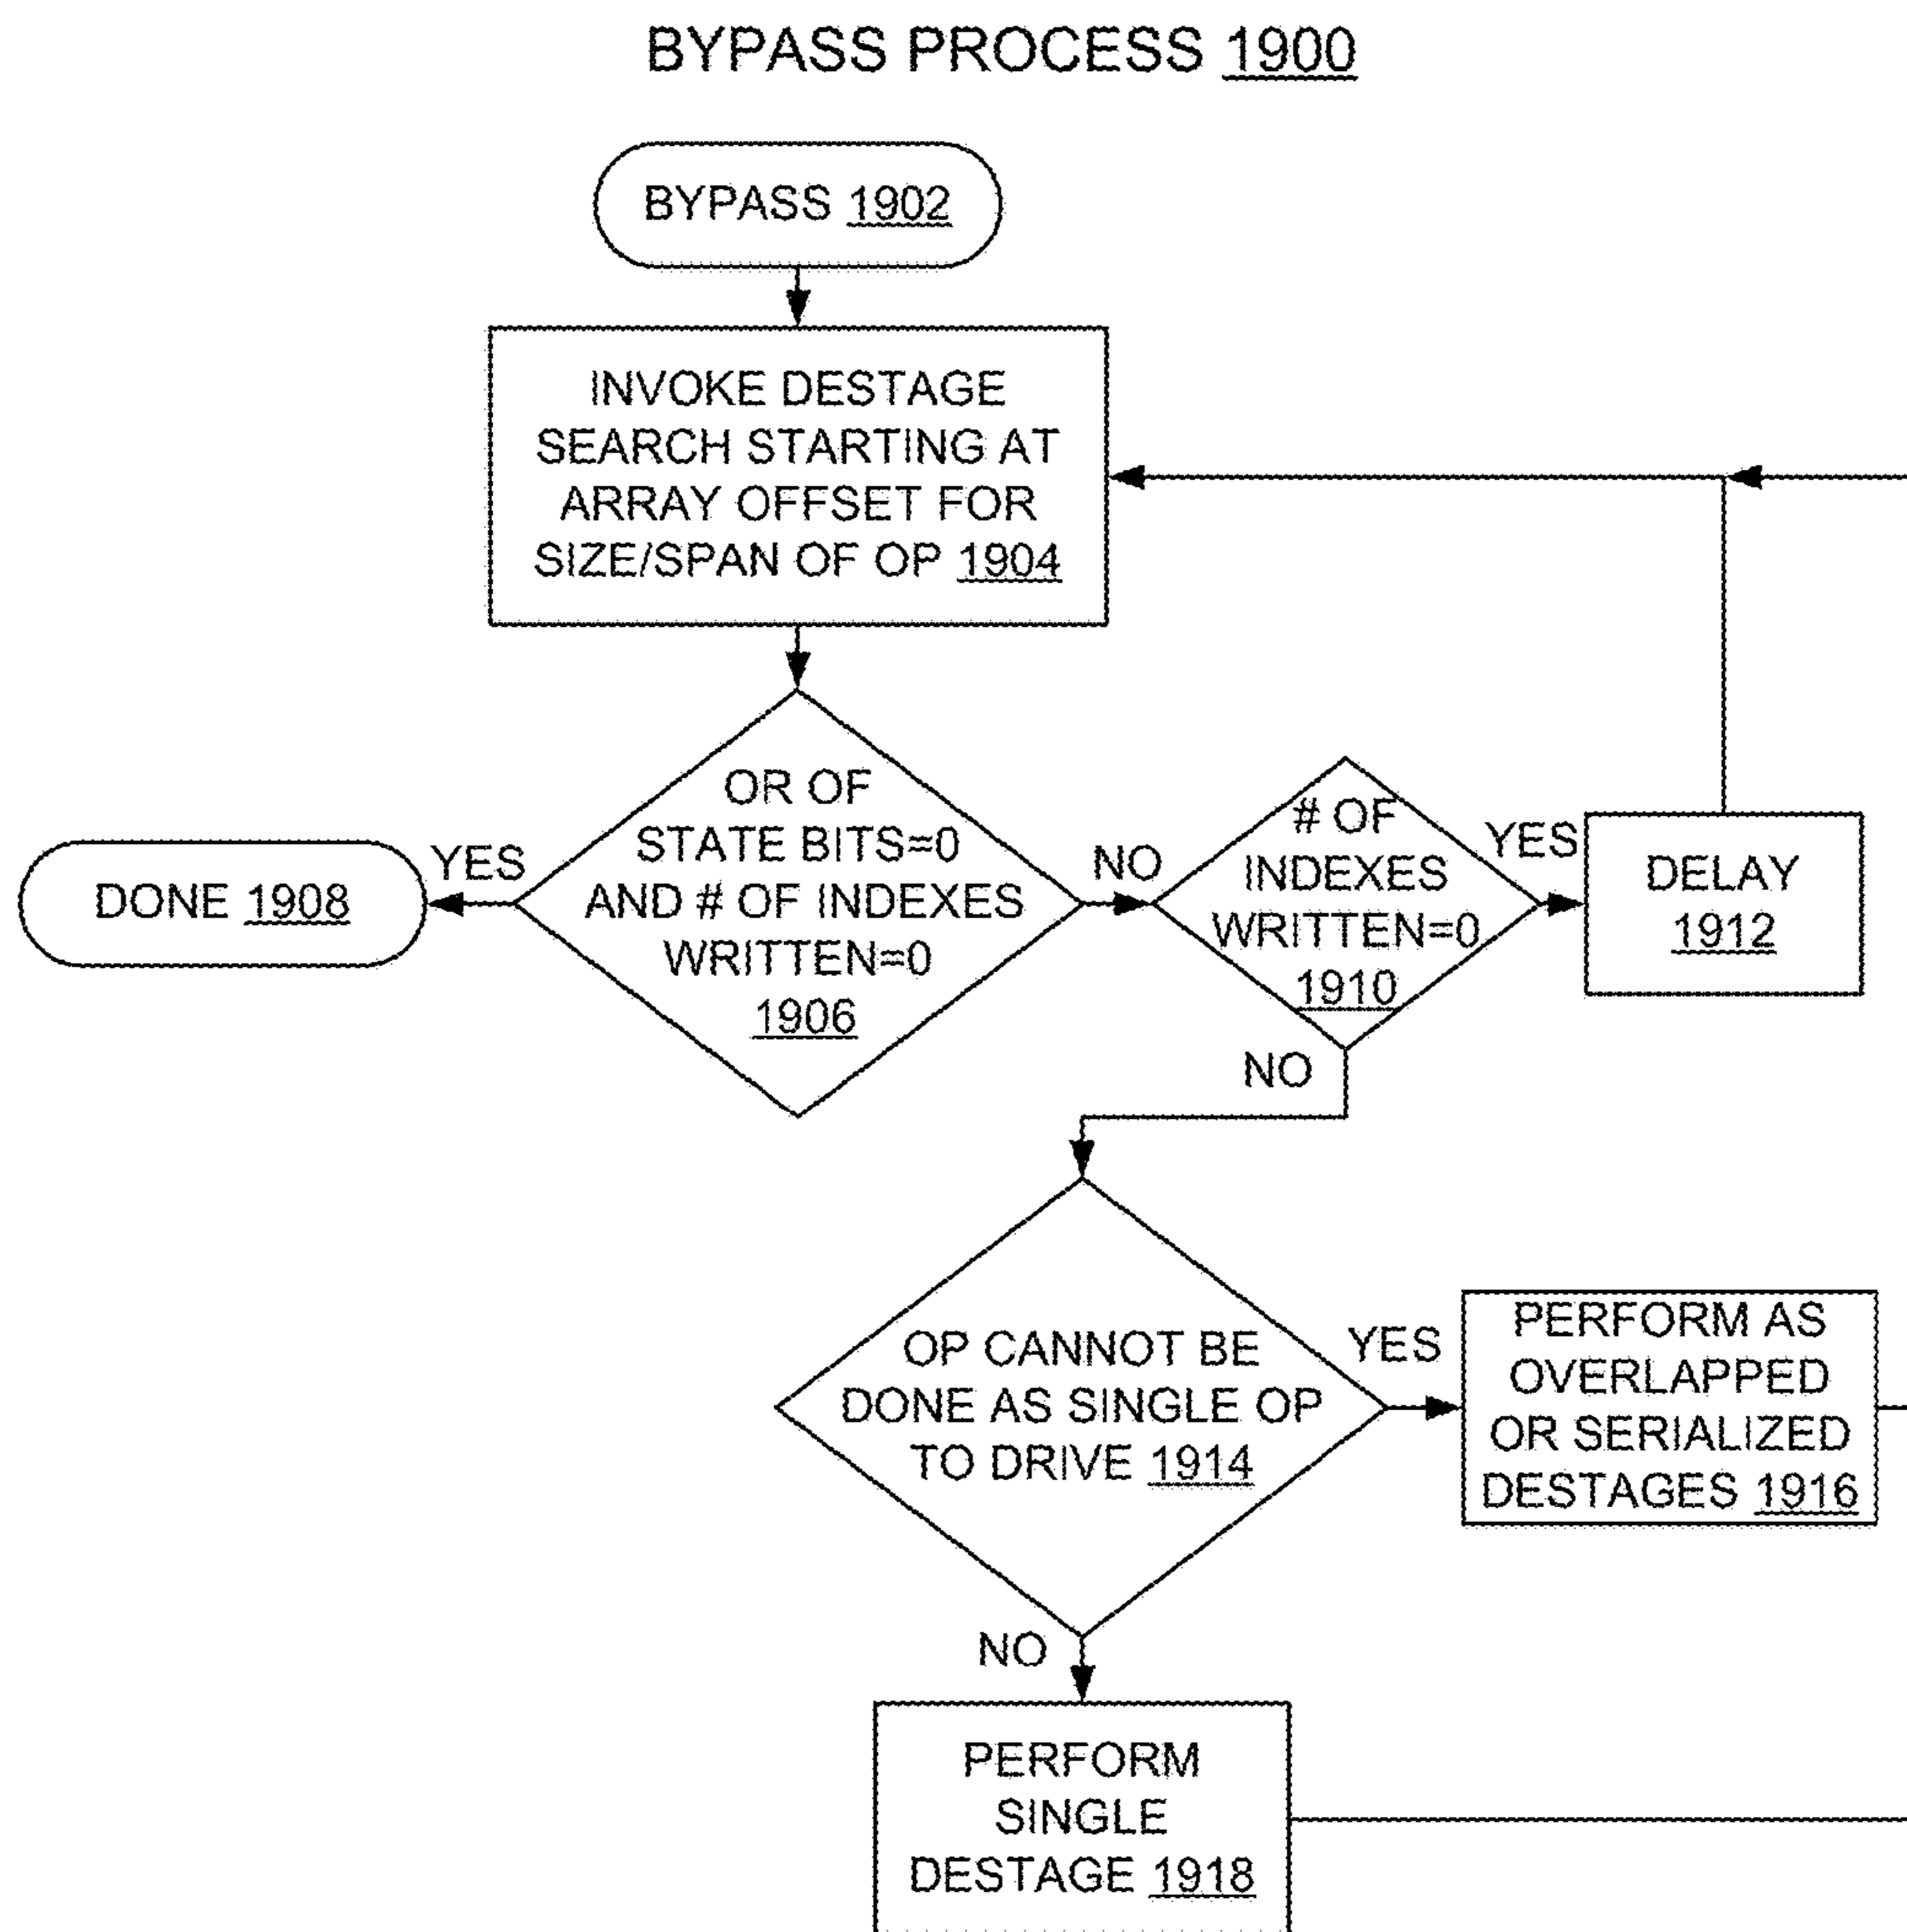 BYPASS PROCESS 1900
BYPASS 1902
INVOKE DESTAGE
SEARCH STARTING AT
ARRAY OFFSET FOR
SIZE/SPAN OF OP 1904
OR OF
STATE BITS=0
AND # OF INDEXES
WRITTEN=0
1906
YES
DONE 1908
NO
# OF
INDEXES
WRITTEN=0
1910
YES
DELAY
1912
NO
OP CANNOT BE
DONE AS SINGLE OP
TO DRIVE 1914
YES
PERFORM AS
OVERLAPPED
OR SERIALIZED
DESTAGES 1916
NO
PERFORM
SINGLE
DESTAGE 1918